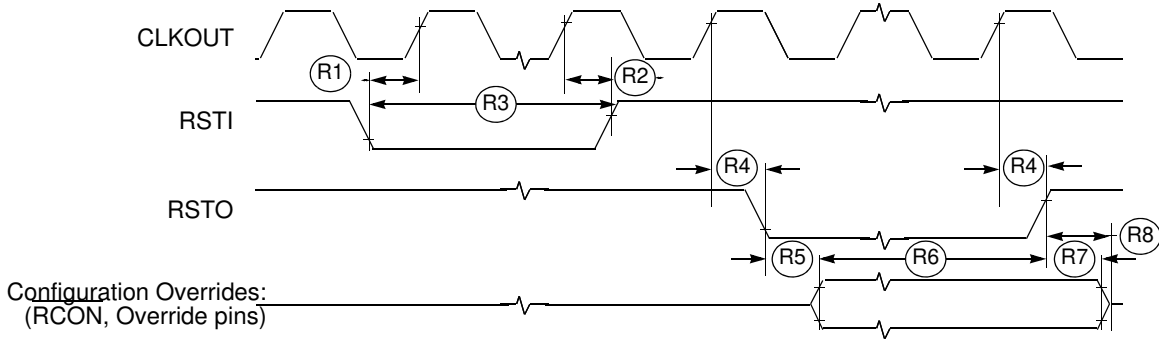 CLKOUT
R1
R2
R3
RSTI
R4
R4
RSTO
R5
R6
R7
R8
Configuration Overrides:
(RCON, Override pins)